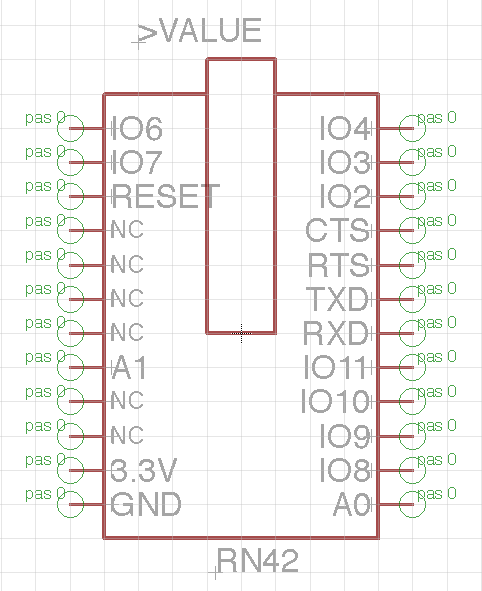 >VALUE
pas 0 IO6 IO4 pas 0
pas 0 IO7 IO3 pas 0
pas 0 RESET IO2 pas 0
pas 0 NC CTS pas 0
pas 0 NC RTS pas 0
pas 0 NC TXD pas 0
pas 0 NC RXD pas 0
pas 0 A1 IO11 pas 0
pas 0 NC IO10 pas 0
pas 0 NC IO9 pas 0
pas 0 3.3V IO8 pas 0
pas 0 GND A0 pas 0
RN42